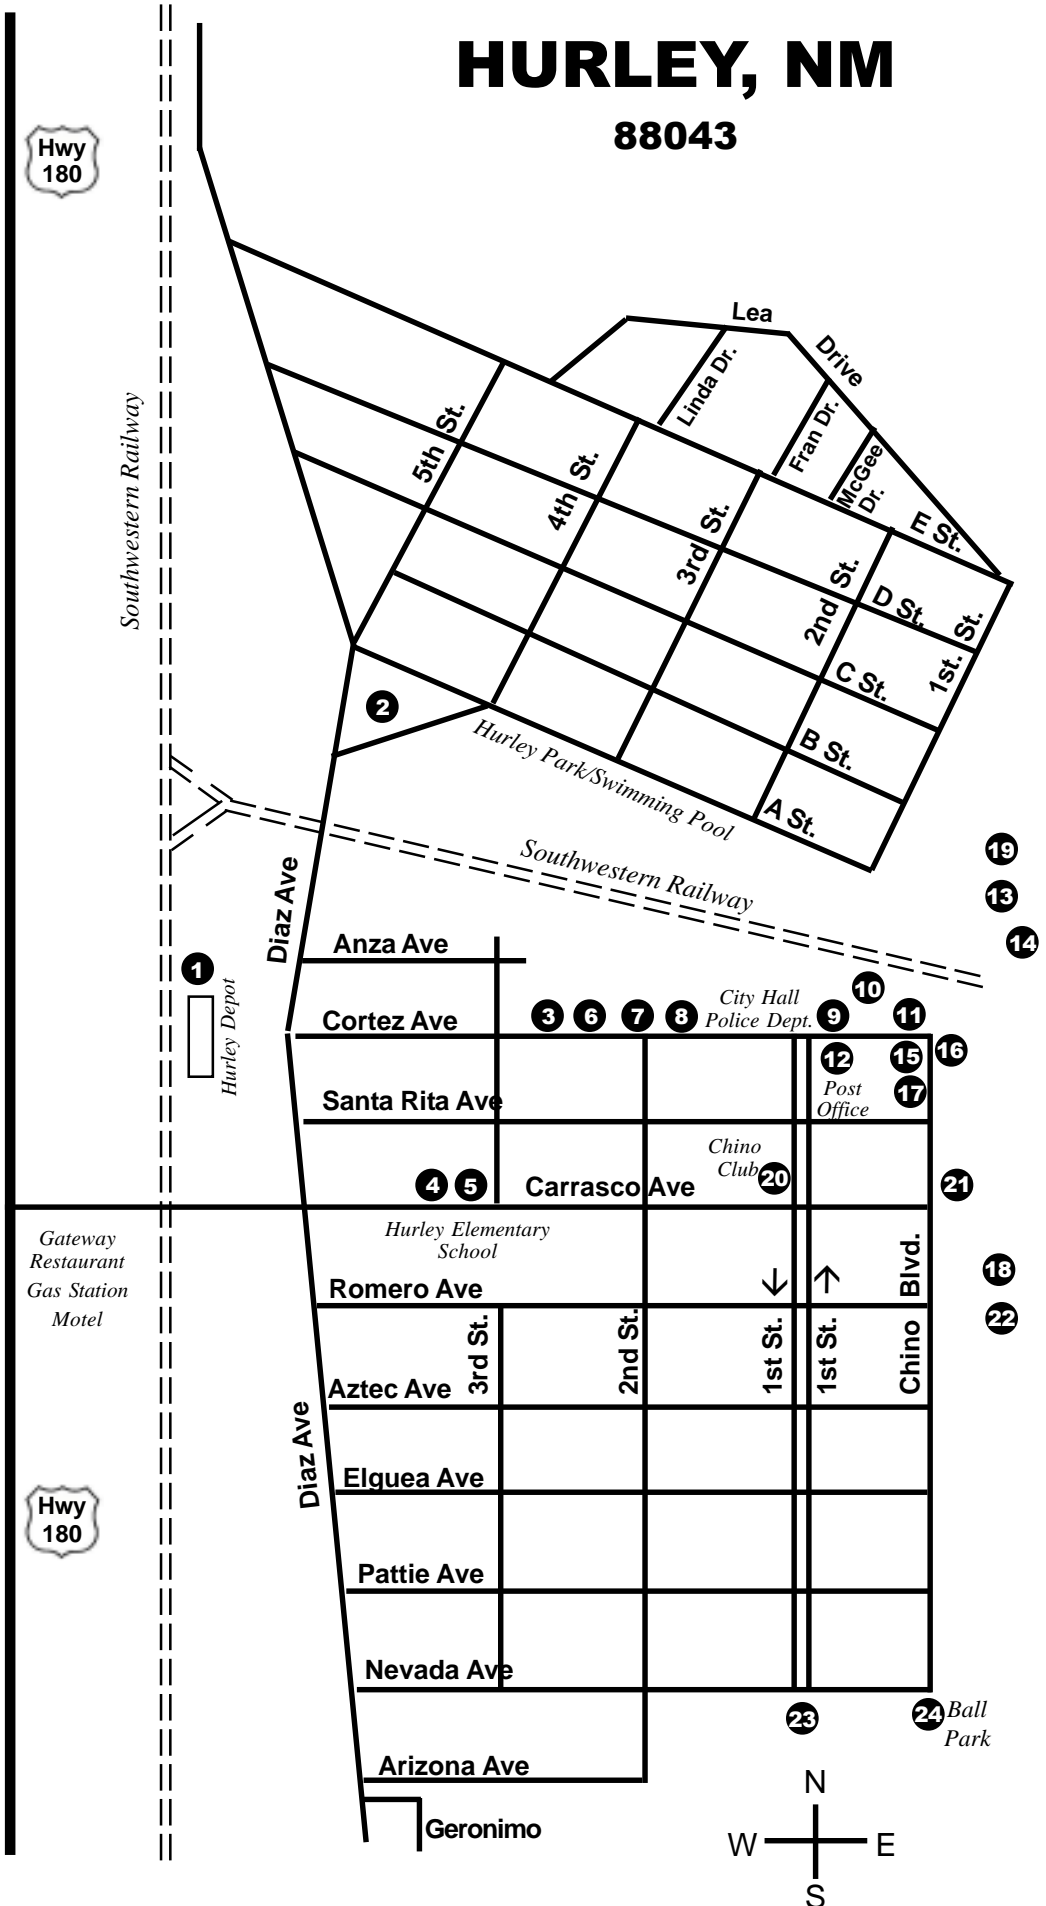 HURLEY, NM
88043
Hwy
180
Lea
Drive
Linda Dr.
Fran Dr.
McGee
Dr.
Southwestern Railway
5th St.
4th St.
3rd St.
2nd St.
1st. St.
E St.
D St.
C St.
B St.
A St.
2
Hurley Park/Swimming Pool
Southwestern Railway
19
13
14
Diaz Ave
Anza Ave
1
Hurley Depot
10
City Hall
Police Dept.
Cortez Ave
3
6
7
8
9
11
12
15
16
17
Post
Office
Santa Rita Ave
Chino
Club
20
4
5
Carrasco Ave
21
Gateway
Restaurant
Gas Station
Motel
Hurley Elementary
School
18
22
Romero Ave
3rd St.
2nd St.
1st St.
1st St.
Chino Blvd.
Aztec Ave
Diaz Ave
Elguea Ave
Hwy
180
Pattie Ave
Nevada Ave
23
24
Ball
Park
Arizona Ave
Geronimo
N
W
E
S